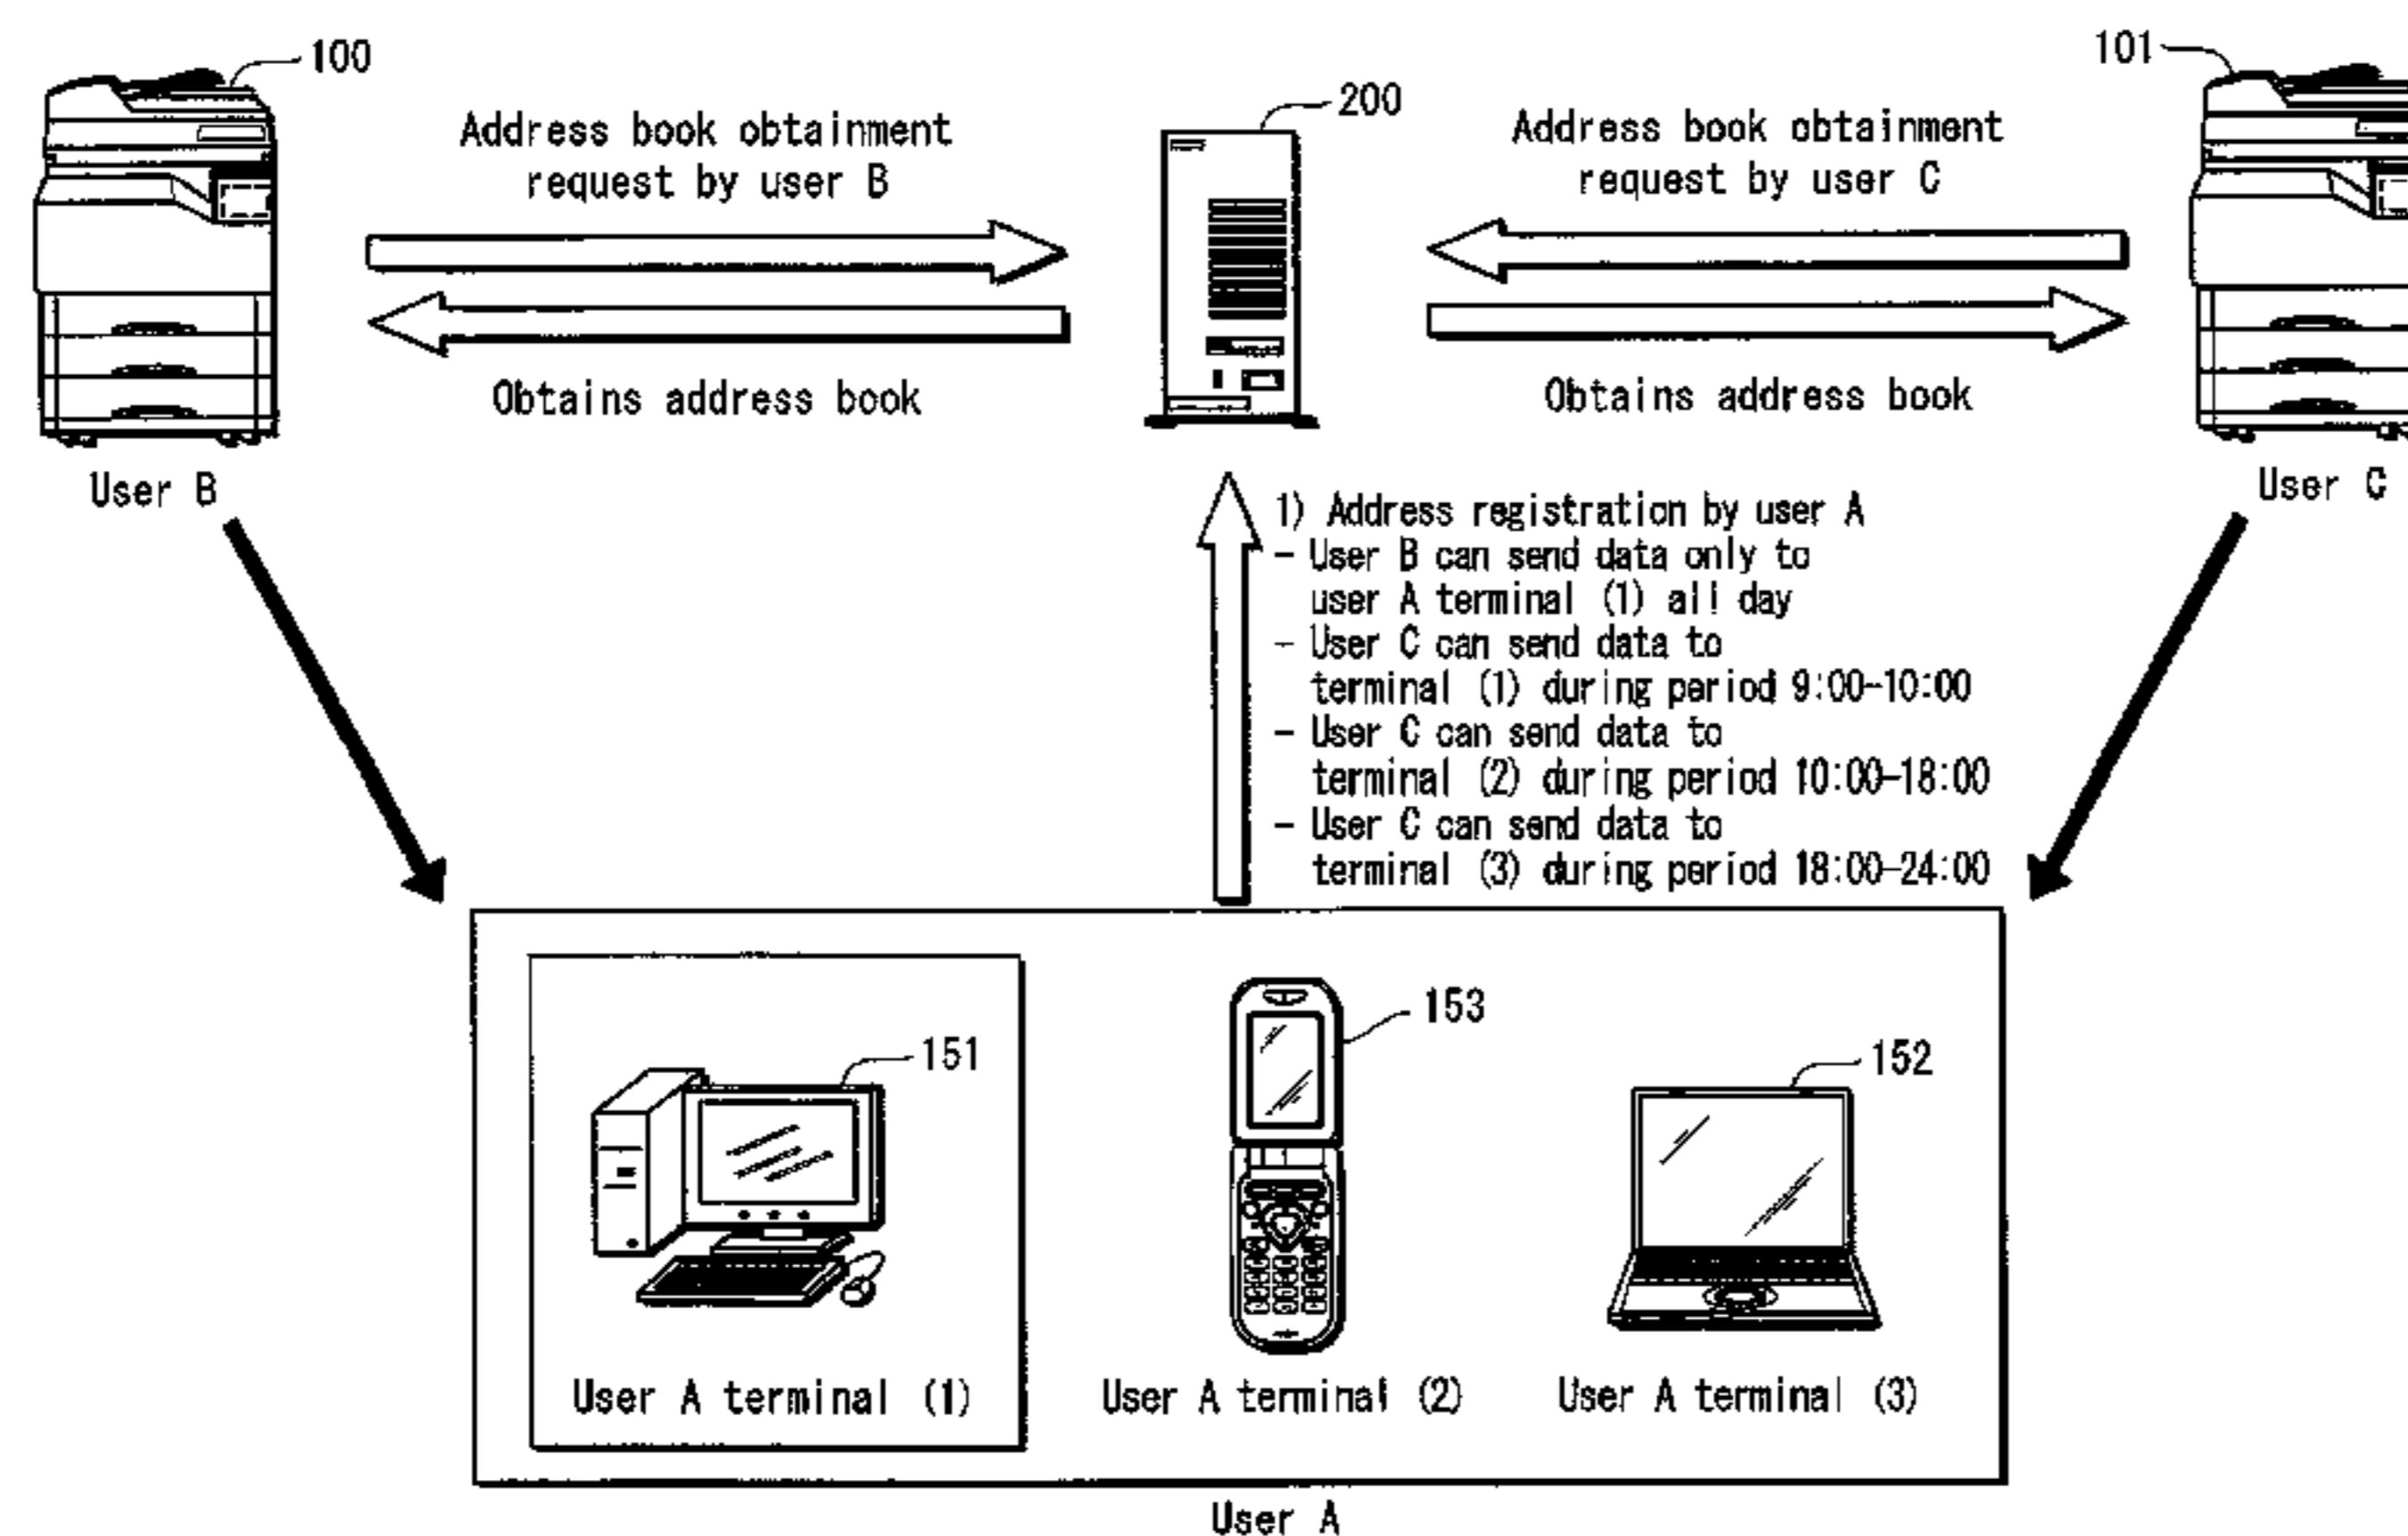 100
Address book obtainment
request by user B
200
Address book obtainment
request by user C
101
Obtains address book
Obtains address book
User B
User C
1) Address registration by user A
- User B can send data only to
user A terminal (1) all day
- User C can send data to
terminal (1) during period 9:00-10:00
- User C can send data to
terminal (2) during period 10:00-18:00
- User C can send data to
terminal (3) during period 18:00-24:00
151
153
152
User A terminal (1)
User A terminal (2)
User A terminal (3)
User A